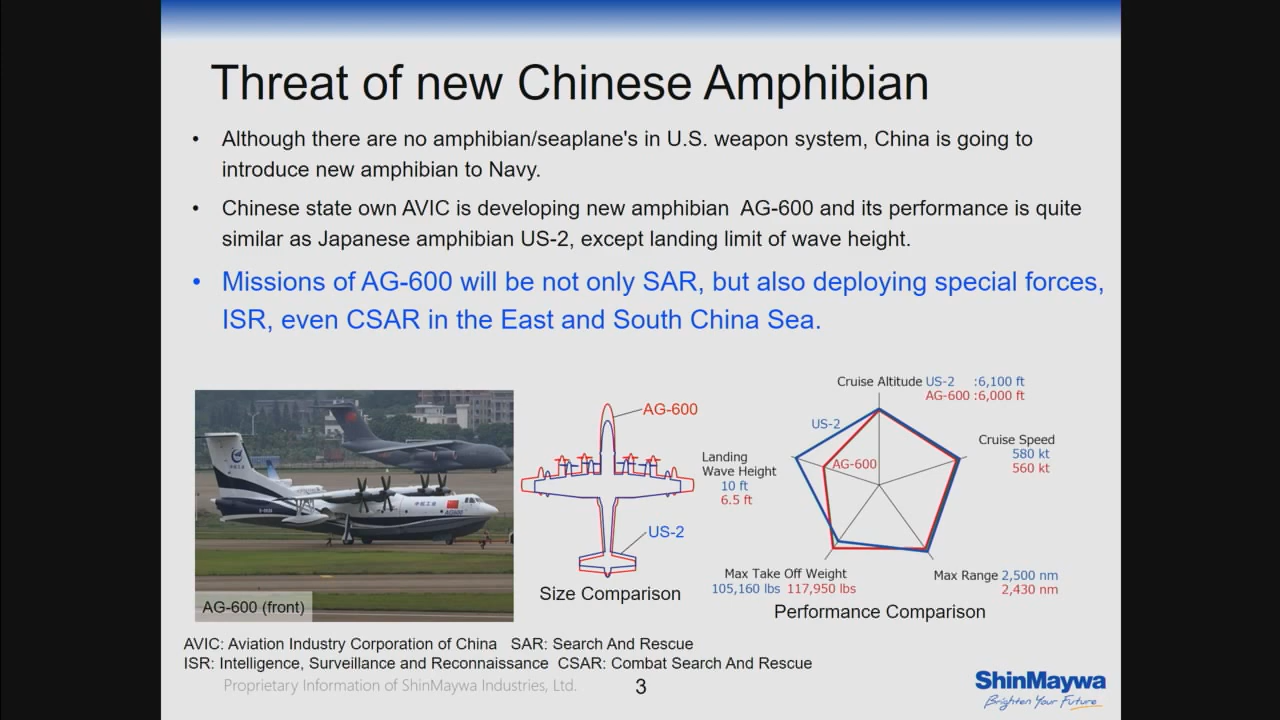 Threat of new Chinese Amphibian
• Although there are no amphibian/seaplane's in U.S. weapon system, China is going to
introduce new amphibian to Navy.
• Chinese state own AVIC is developing new amphibian AG-600 and its performance is quite
similar as Japanese amphibian US-2, except landing limit of wave height.
• Missions of AG-600 will be not only SAR, but also deploying special forces,
ISR, even CSAR in the East and South China Sea.
AG-600 (front)
AG-600
US-2
Size Comparison
Cruise Altitude US-2 :6,100 ft
AG-600 :6,000 ft
US-2
AG-600
Cruise Speed
580 kt
560 kt
Landing
Wave Height
10 ft
6.5 ft
Max Take Off Weight
105,160 lbs 117,950 lbs
Max Range 2,500 nm
2,430 nm
Performance Comparison
AVIC: Aviation Industry Corporation of China SAR: Search And Rescue
ISR: Intelligence, Surveillance and Reconnaissance CSAR: Combat Search And Rescue
Proprietary Information of ShinMaywa Industries, Ltd.
3
ShinMaywa
Brighten Your Future